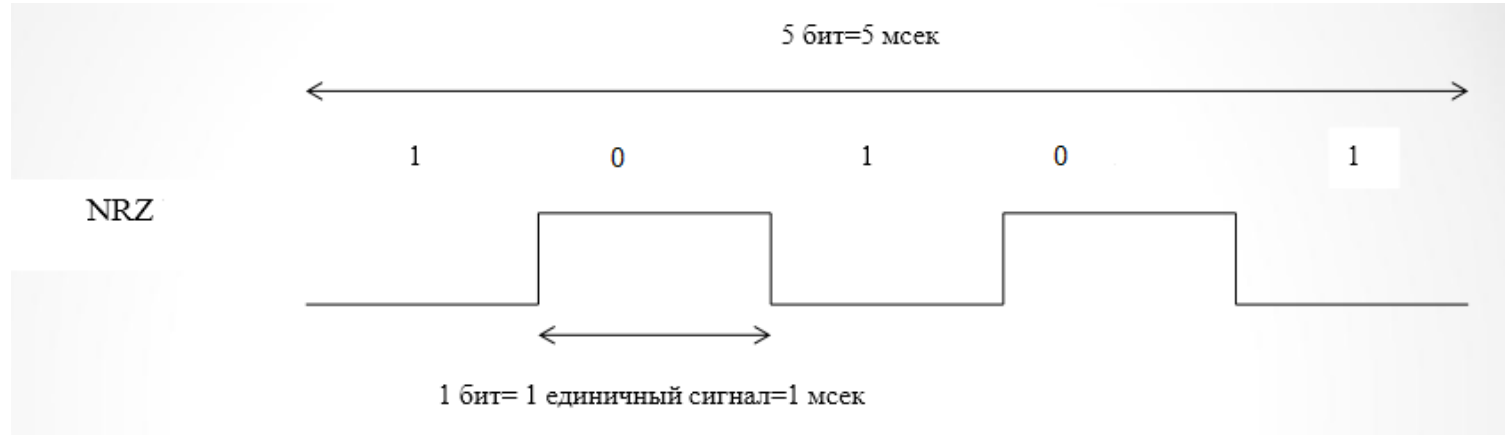 5 бит=5 мсек
1 0 1 0 1
NRZ
1 бит= 1 единичный сигнал=1 мсек